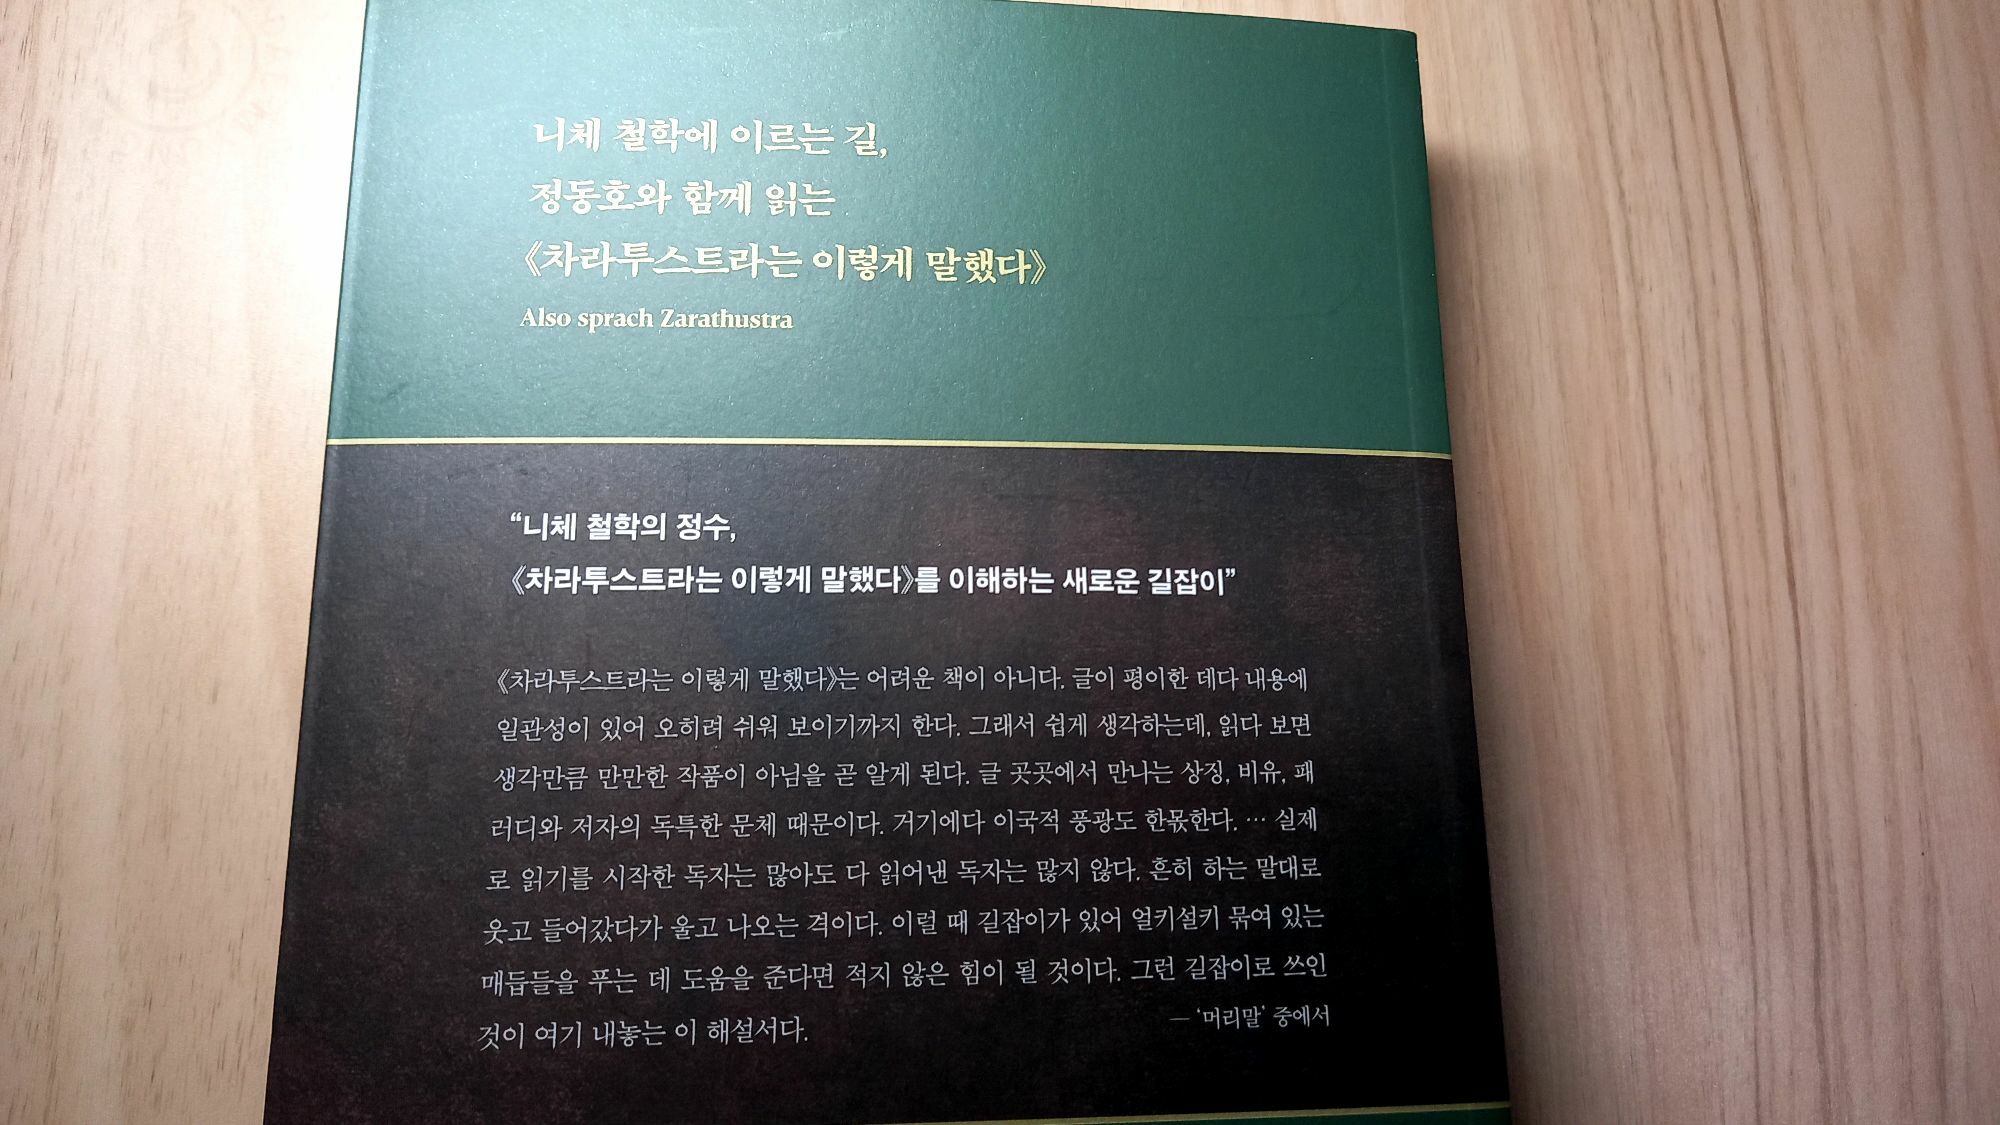 니체 철학에 이르는 길,
정동호와 함께 읽는
《차라투스트라는 이렇게 말했다》
Also sprach Zarathustra
“니체 철학의 정수,
《차라투스트라는 이렇게 말했다》를 이해하는 새로운 길잡이”
《차라투스트라는 이렇게 말했다》는 어려운 책이 아니다. 글이 평이한 데다 내용에
일관성이 있어 오히려 쉬워 보이기까지 한다. 그래서 쉽게 생각하는데, 읽다 보면
생각만큼 만만한 작품이 아님을 곧 알게 된다. 글 곳곳에서 만나는 상징, 비유, 패
러디와 저자의 독특한 문체 때문이다. 거기에다 이국적 풍광도 한몫한다. … 실제
로 읽기를 시작한 독자는 많아도 다 읽어낸 독자는 많지 않다. 흔히 하는 말대로
웃고 들어갔다가 울고 나오는 격이다. 이럴 때 길잡이가 있어 얼키설키 묶여 있는
매듭들을 푸는 데 도움을 준다면 적지 않은 힘이 될 것이다. 그런 길잡이로 쓰인
것이 여기 내놓는 이 해설서다.
― ‘머리말’ 중에서